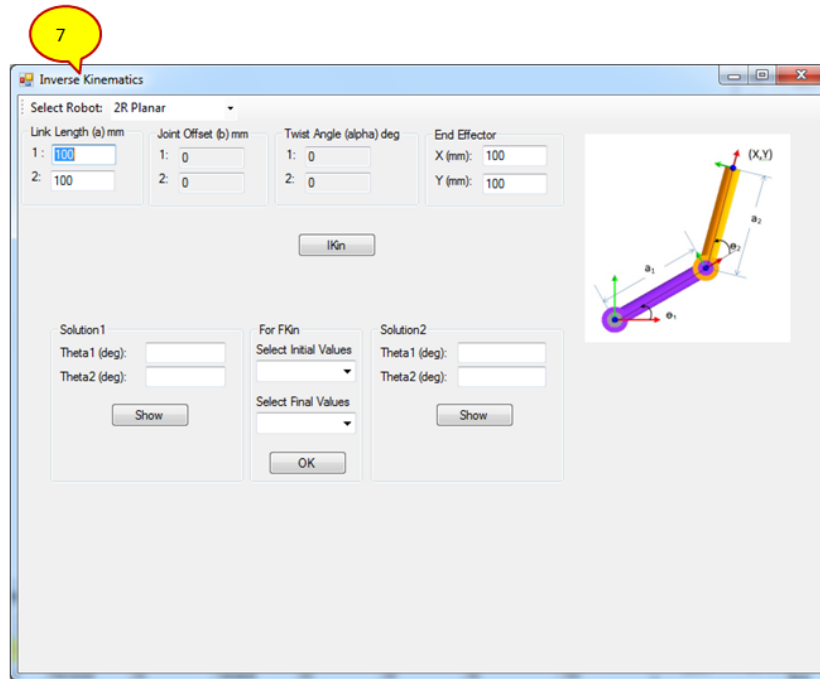 7
Inverse Kinematics
Select Robot: 2R Planar
Link Length (a) mm
1 : 100
2: 100
Joint Offset (b) mm
1: 0
2: 0
Twist Angle (alpha) deg
1: 0
2: 0
End Effector
X (mm): 100
Y (mm): 100
(X,Y)
a₂
ɵ₂
a₁
ɵ₁
IKin
Solution1
Theta1 (deg):
Theta2 (deg):
Show
For FKin
Select Initial Values
Select Final Values
OK
Solution2
Theta1 (deg):
Theta2 (deg):
Show